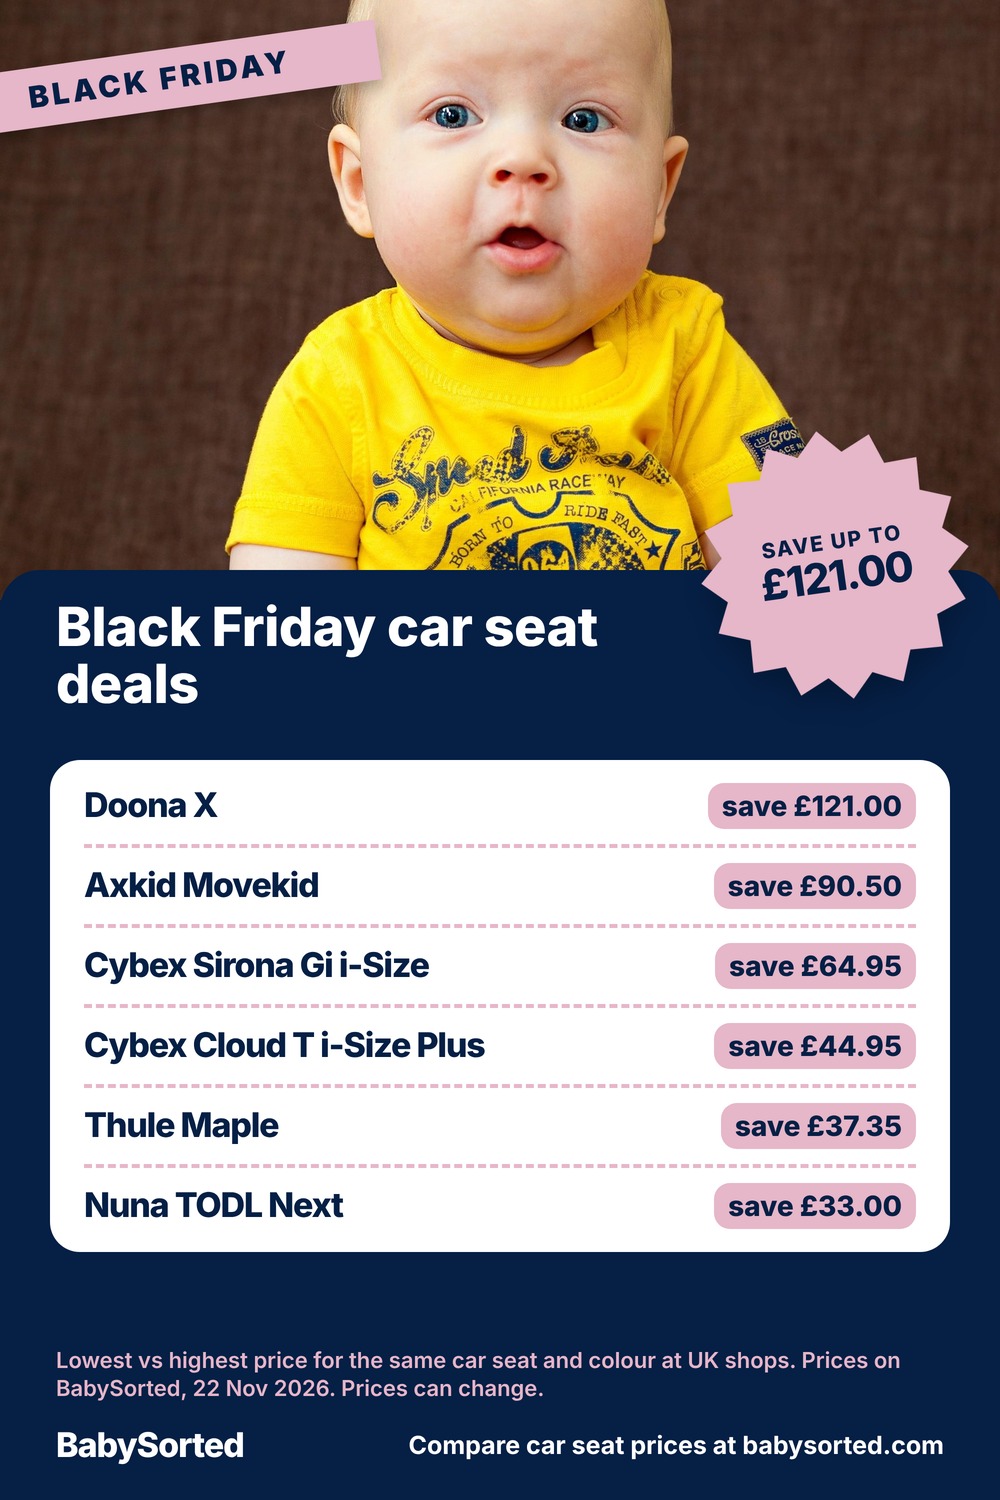 BLACK FRIDAY
Speed
CALIFORNIA RACEWAY
BORN TO
RIDE FAST
SAVE UP TO
£121.00
Black Friday car seat
deals
Doona X
save £121.00
Axkid Movekid
save £90.50
Cybex Sirona Gi i-Size
save £64.95
Cybex Cloud T i-Size Plus
save £44.95
Thule Maple
save £37.35
Nuna TODL Next
save £33.00
Lowest vs highest price for the same car seat and colour at UK shops. Prices on
BabySorted, 22 Nov 2026. Prices can change.
BabySorted
Compare car seat prices at babysorted.com